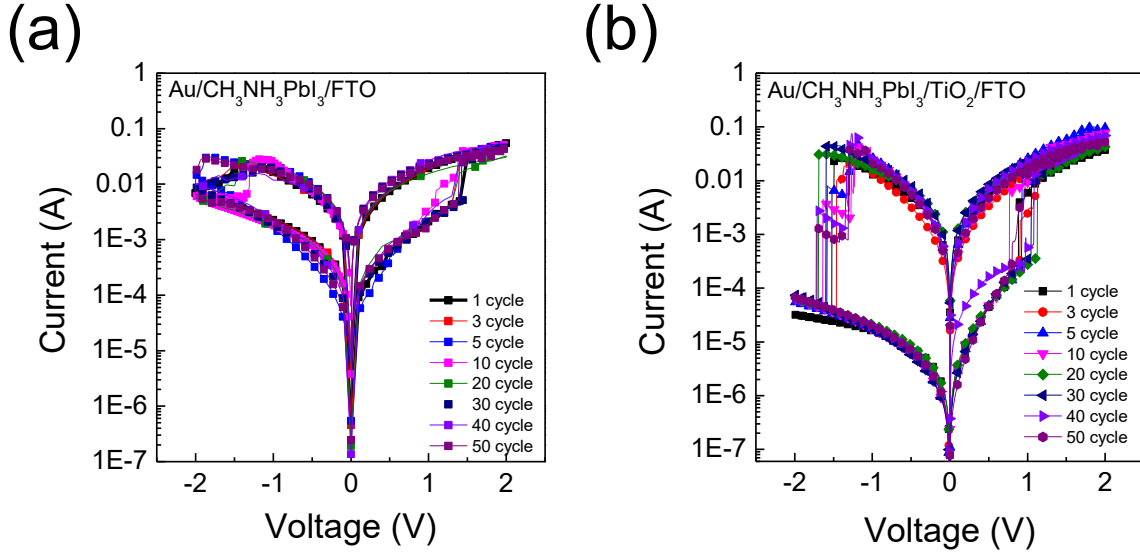 (a)
Au/CH₃NH₃PbI₃/FTO
1
0.1
0.01
1E-3
1E-4
1E-5
1E-6
1E-7
Current (A)
1 cycle
3 cycle
5 cycle
10 cycle
20 cycle
30 cycle
40 cycle
50 cycle
-2 -1 0 1 2
Voltage (V)
(b)
Au/CH₃NH₃PbI₃/TiO₂/FTO
1
0.1
0.01
1E-3
1E-4
1E-5
1E-6
1E-7
Current (A)
1 cycle
3 cycle
5 cycle
10 cycle
20 cycle
30 cycle
40 cycle
50 cycle
-2 -1 0 1 2
Voltage (V)